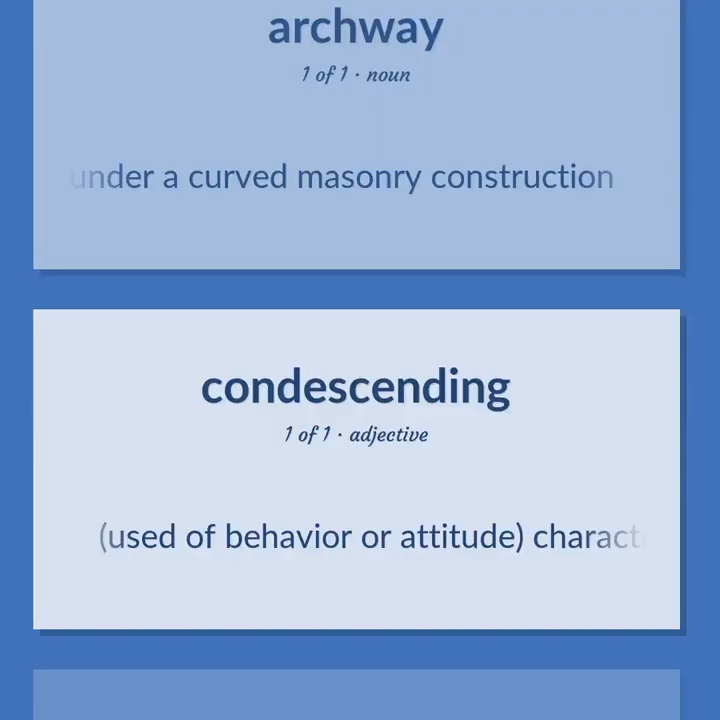 archway
1 of 1 · noun
under a curved masonry construction
condescending
1 of 1 · adjective
(used of behavior or attitude) charact